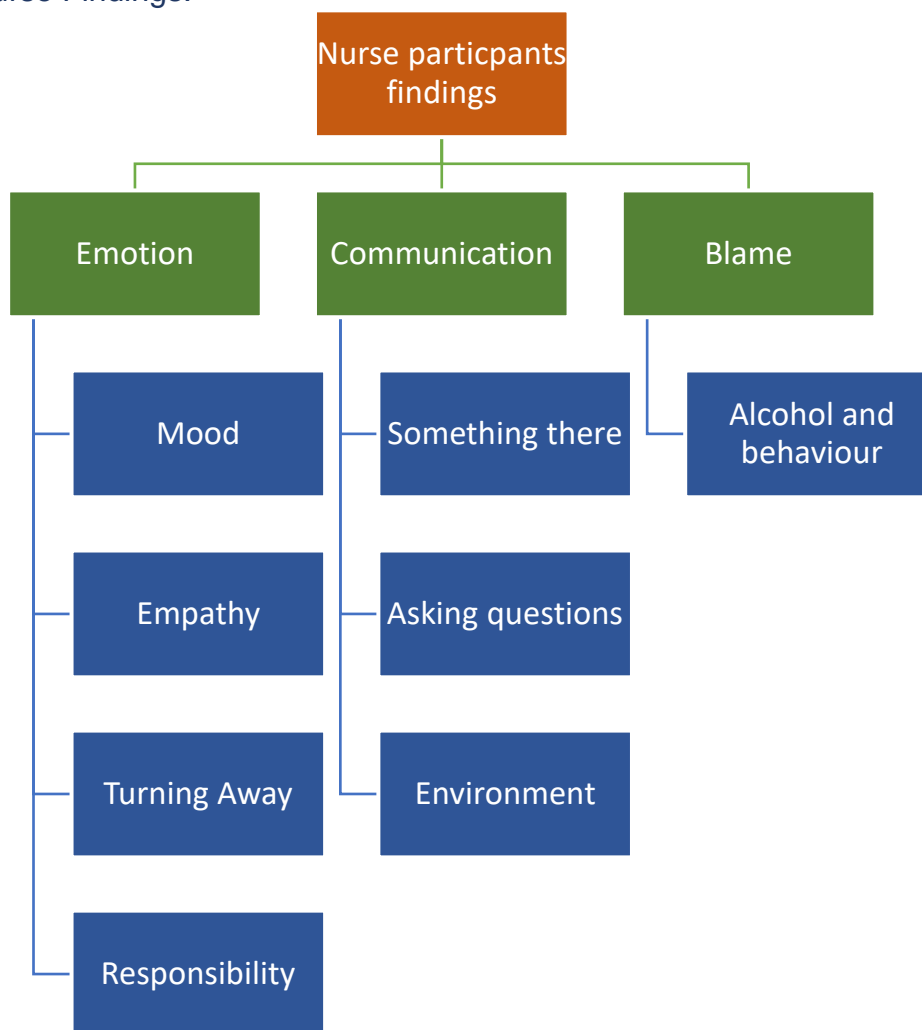 Findings.
Nurse particpants
findings
Emotion
Communication
Blame
Mood
Something there
Alcohol and
behaviour
Empathy
Asking questions
Turning Away
Environment
Responsibility